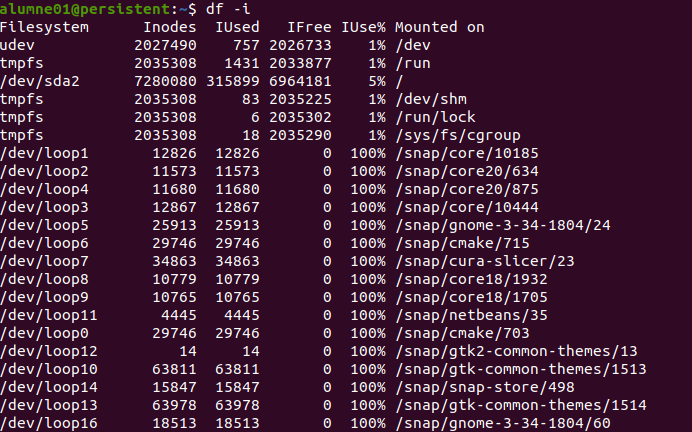 alumne01@persistent:~$ df -i
Filesystem Inodes IUsed IFree IUse% Mounted on
udev 2027490 757 2026733 1% /dev
tmpfs 2035308 1431 2033877 1% /run
/dev/sda2 7280080 315899 6964181 5% /
tmpfs 2035308 83 2035225 1% /dev/shm
tmpfs 2035308 6 2035302 1% /run/lock
tmpfs 2035308 18 2035290 1% /sys/fs/cgroup
/dev/loop1 12826 12826 0 100% /snap/core/10185
/dev/loop2 11573 11573 0 100% /snap/core20/634
/dev/loop4 11680 11680 0 100% /snap/core20/875
/dev/loop3 12867 12867 0 100% /snap/core/10444
/dev/loop5 25913 25913 0 100% /snap/gnome-3-34-1804/24
/dev/loop6 29746 29746 0 100% /snap/cmake/715
/dev/loop7 34863 34863 0 100% /snap/cura-slicer/23
/dev/loop8 10779 10779 0 100% /snap/core18/1932
/dev/loop9 10765 10765 0 100% /snap/core18/1705
/dev/loop11 4445 4445 0 100% /snap/netbeans/35
/dev/loop0 29746 29746 0 100% /snap/cmake/703
/dev/loop12 14 14 0 100% /snap/gtk2-common-themes/13
/dev/loop10 63811 63811 0 100% /snap/gtk-common-themes/1513
/dev/loop14 15847 15847 0 100% /snap/snap-store/498
/dev/loop13 63978 63978 0 100% /snap/gtk-common-themes/1514
/dev/loop16 18513 18513 0 100% /snap/gnome-3-34-1804/60